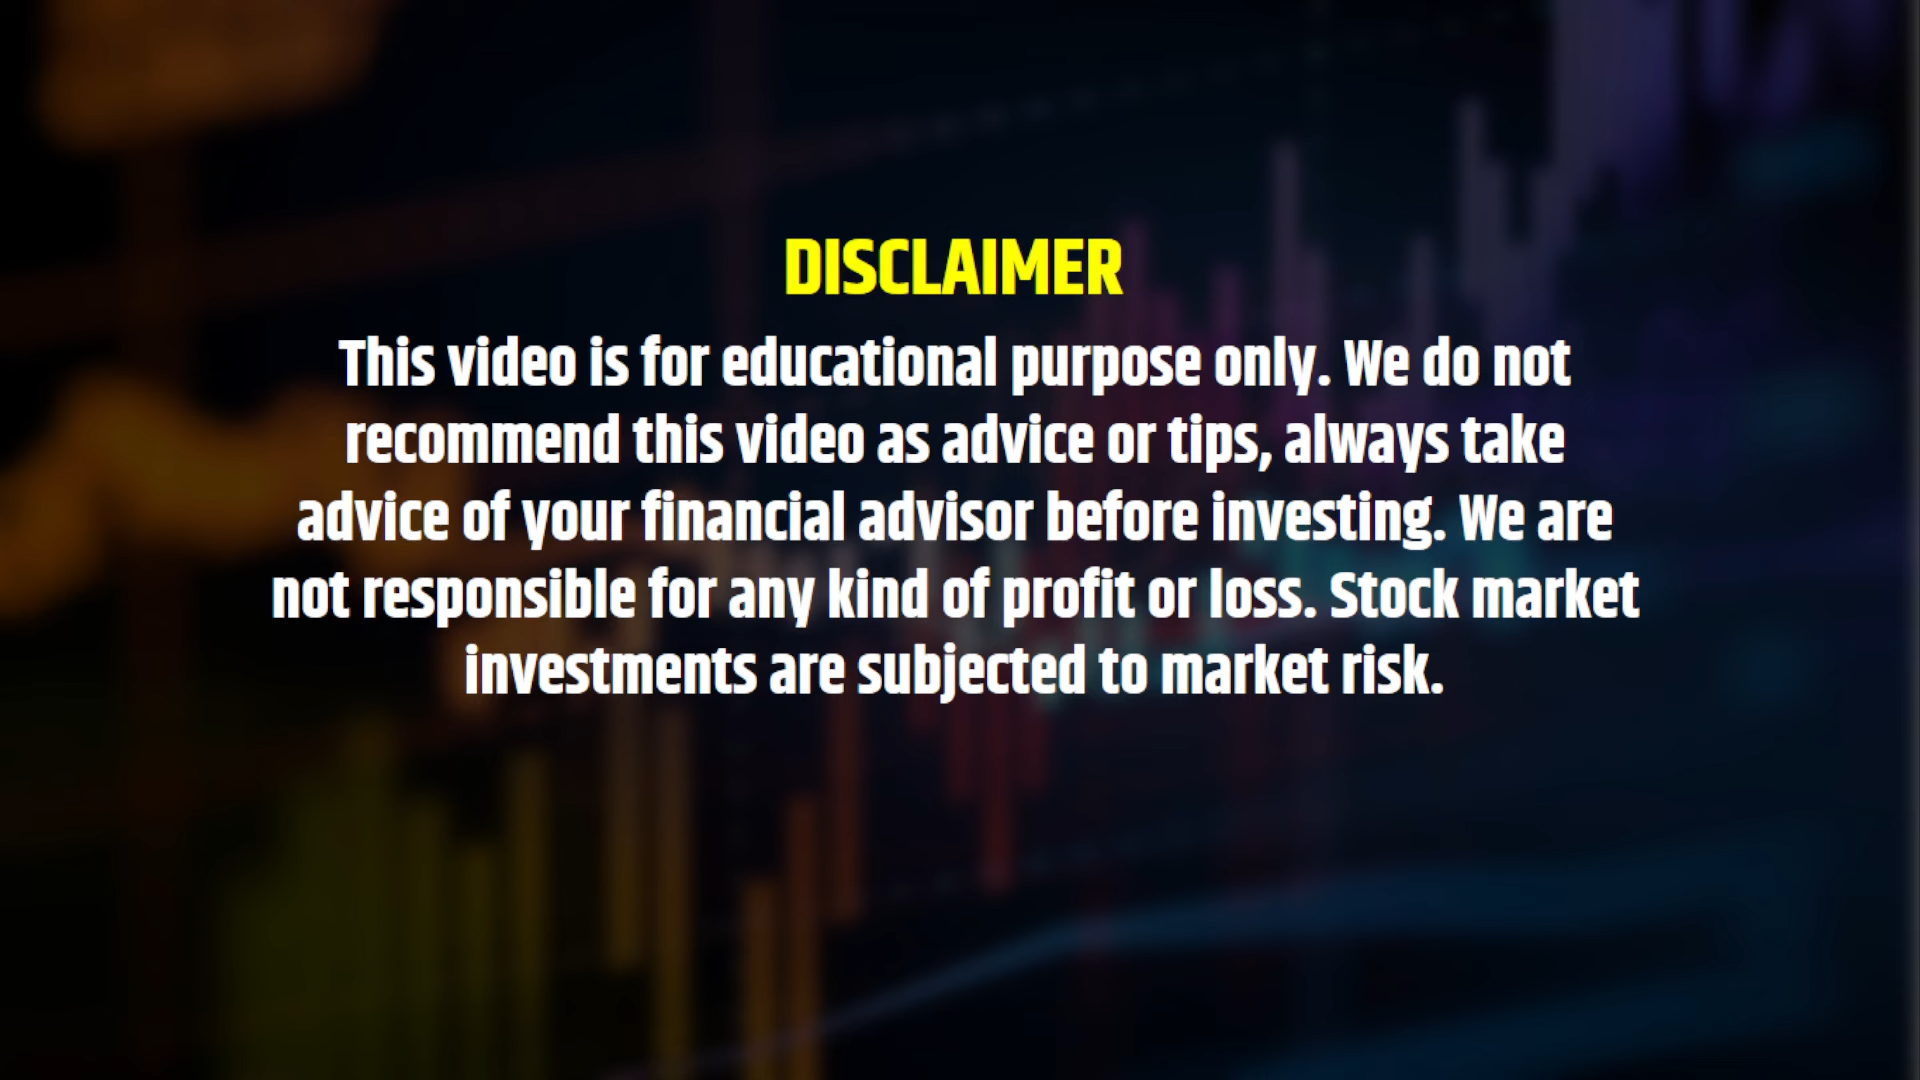 DISCLAIMER
This video is for educational purpose only. We do not
recommend this video as advice or tips, always take
advice of your financial advisor before investing. We are
not responsible for any kind of profit or loss. Stock market
investments are subjected to market risk.